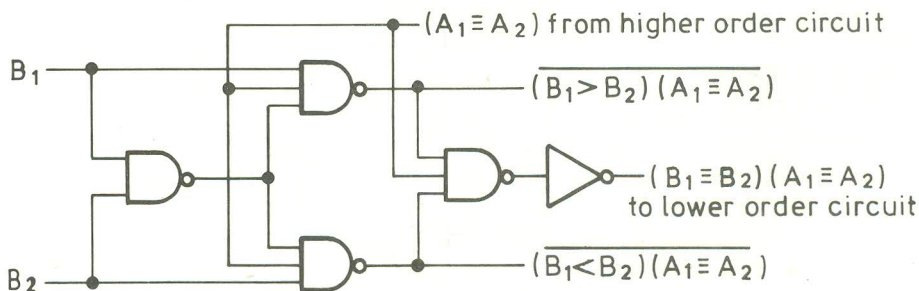 (A₁≡A₂) from higher order circuit
B₁
(B₁>B₂)(A₁≡A₂)
(B₁≡B₂)(A₁≡A₂)
to lower order circuit
B₂
(B₁<B₂)(A₁≡A₂)